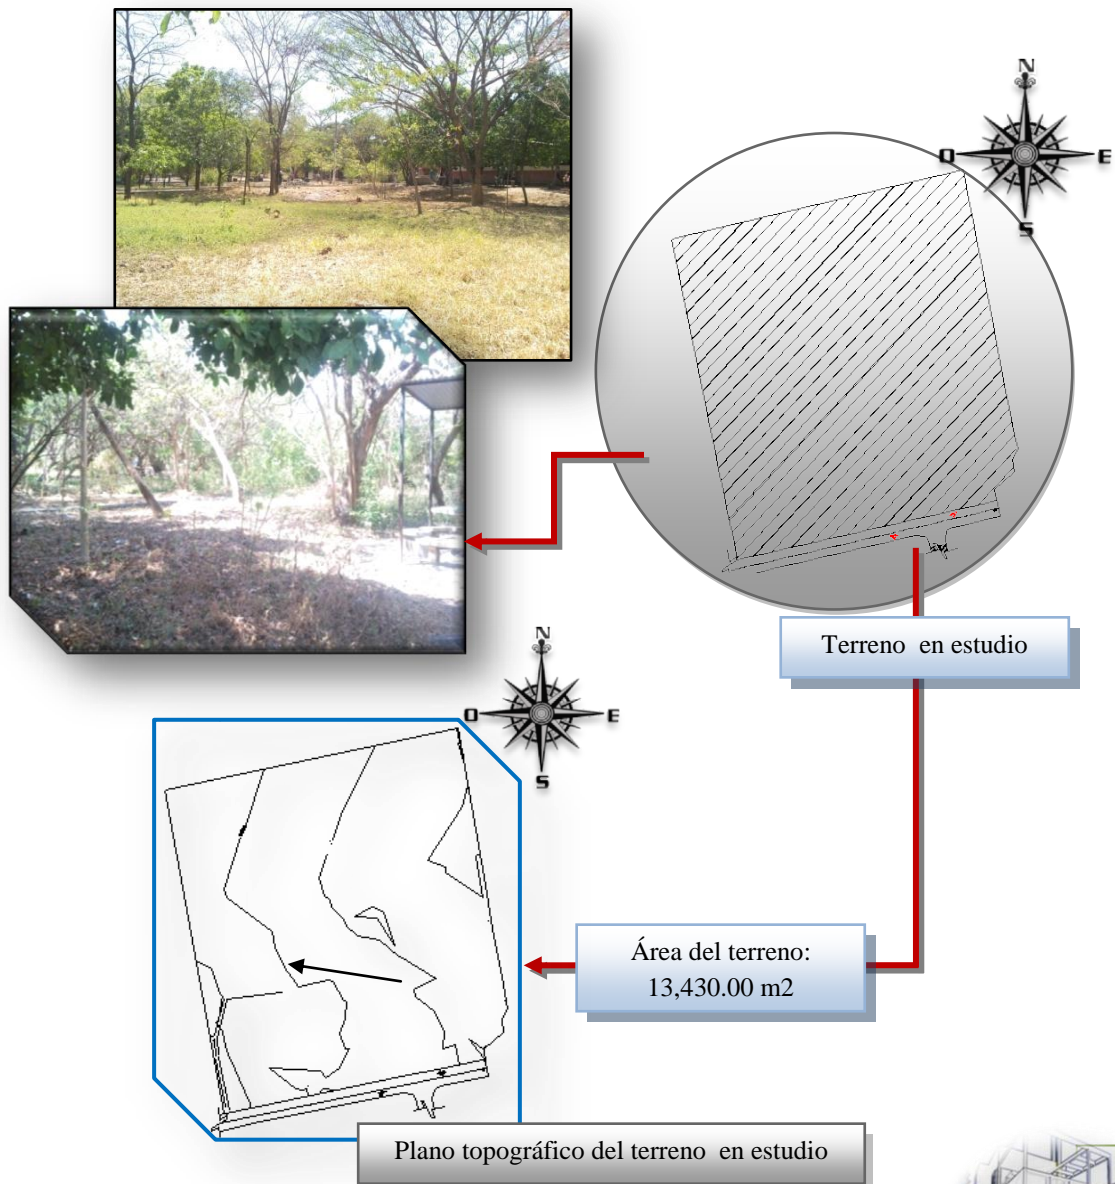 N
O
E
S
Terreno en estudio
N
O
E
S
Área del terreno:
13,430.00 m2
Plano topográfico del terreno en estudio